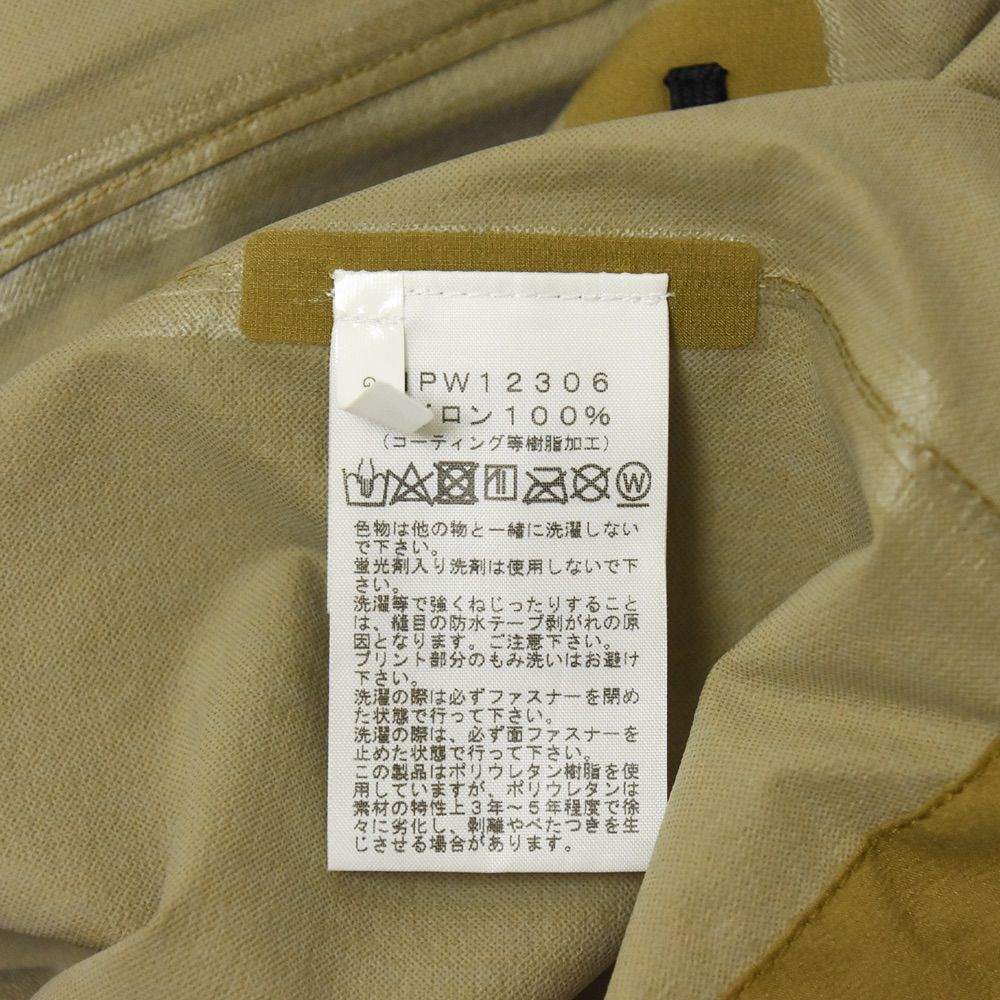 G
PW12306
ロン100%
(コーティング等樹脂加工)
W
色物は他の物と一緒に洗濯しない
で下さい。
蛍光剤入り洗剤は使用しないで下
さい。
洗濯等で強くねじったりすること
は、縫目の防水テープ剥がれの原
因となります。ご注意下さい。
プリント部分のもみ洗いはお避け
下さい。
洗濯の際は必ずファスナーを閉め
た状態で行って下さい。
洗濯の際は、必ず面ファスナーを
止めた状態で行って下さい。
この製品はポリウレタン樹脂を使
用していますが、ポリウレタンは
素材の特性上3年～5年程度で徐
々に劣化し、剥離やべたつきを生
じさせる場合があります。